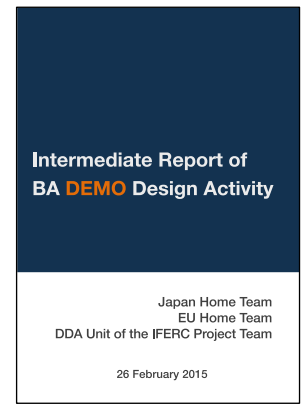 Intermediate Report of
BA DEMO Design Activity
Japan Home Team
EU Home Team
DDA Unit of the IFERC Project Team
26 February 2015